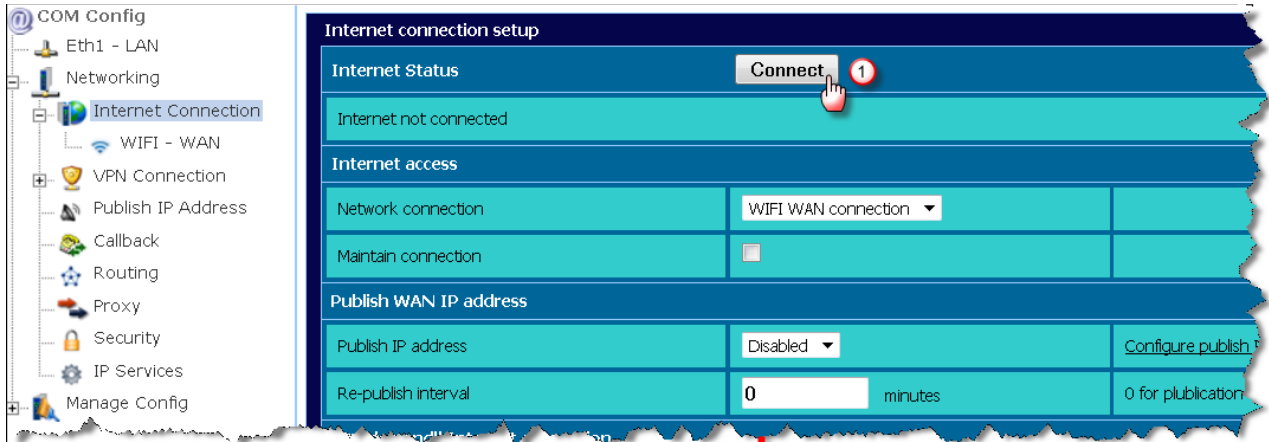 COM Config
Eth1 - LAN
Networking
Internet Connection
WIFI - WAN
VPN Connection
Publish IP Address
Callback
Routing
Proxy
Security
IP Services
Manage Config
Internet connection setup
Internet Status Connect 1
Internet not connected
Internet access
Network connection WIFI WAN connection
Maintain connection
Publish WAN IP address
Publish IP address Disabled Configure publish
Re-publish interval 0 minutes 0 for plublication